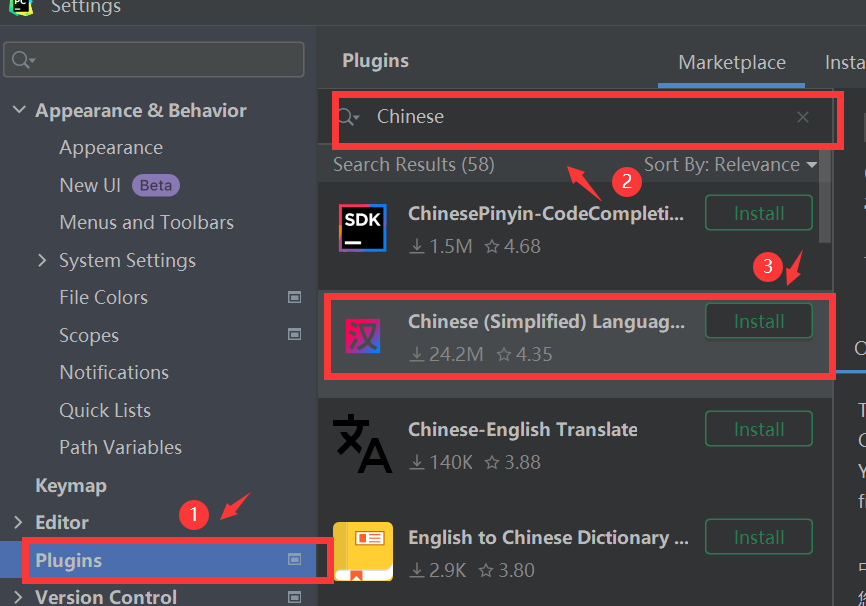 PC
Settings
Appearance & Behavior
Appearance
New UI Beta
Menus and Toolbars
System Settings
File Colors
Scopes
Notifications
Quick Lists
Path Variables
Keymap
1
Editor
Plugins
Version Control
Plugins
Marketplace
Chinese
Search Results (58)
2
Sort By: Relevance
SDK
ChinesePinyin-CodeCompleti...
Install
1.5M 4.68
3
汉
Chinese (Simplified) Languag...
Install
24.2M 4.35
文A
Chinese-English Translate
Install
140K 3.88
English to Chinese Dictionary ...
Install
2.9K 3.80